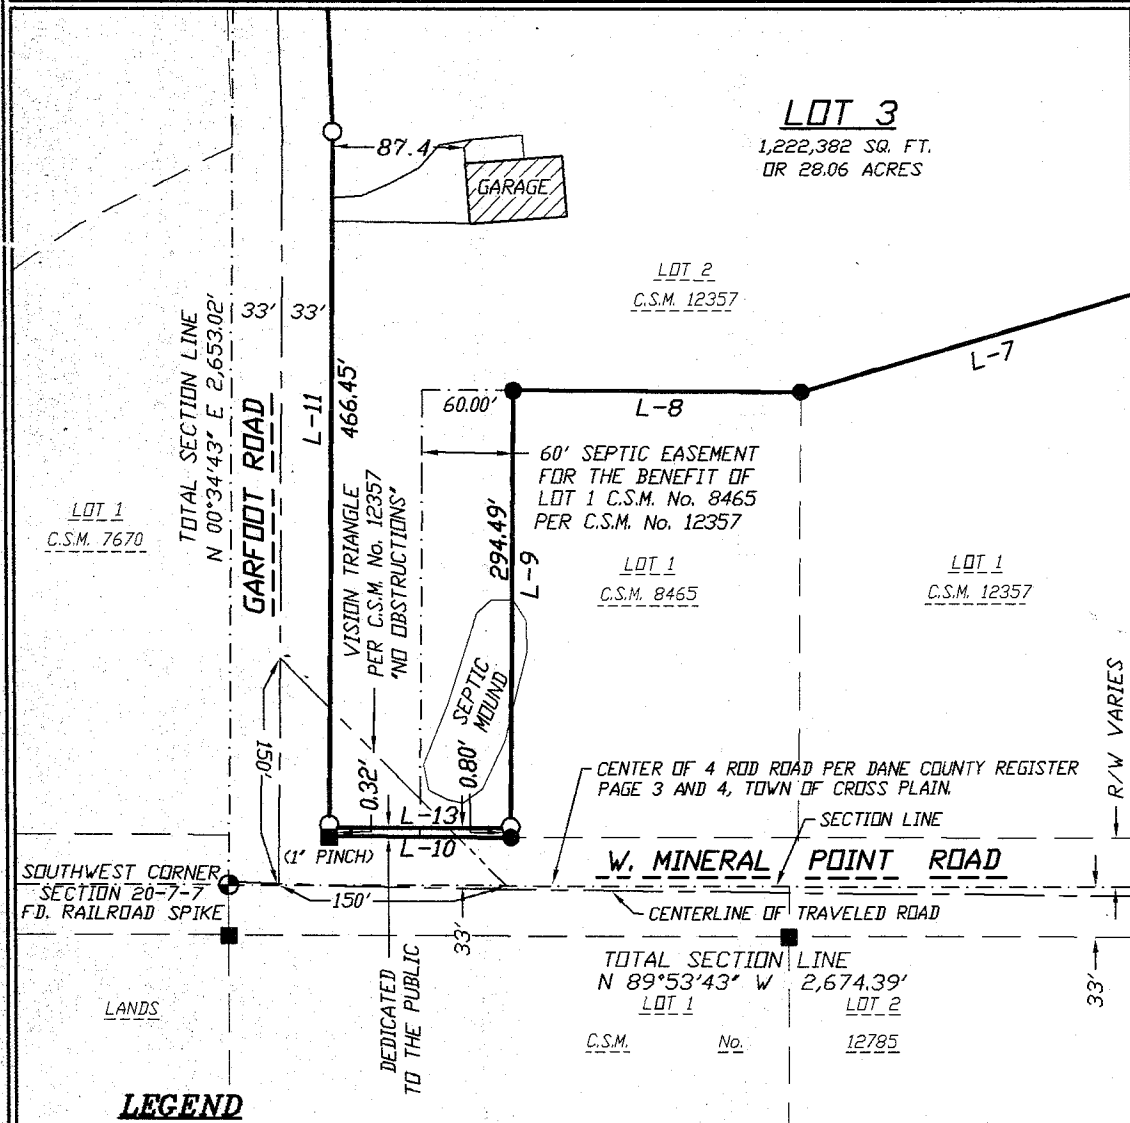 LOT 3
1,222,382 SQ. FT.
OR 28.06 ACRES
87.4
GARAGE
LOT 2
C.S.M. 12357
33' 33'
TOTAL SECTION LINE
N 00°34'43" E 2,653.02'
GARFOOT ROAD
L-11
466.45'
L-7
L-8
60.00'
60' SEPTIC EASEMENT
FOR THE BENEFIT OF
LOT 1 C.S.M. No. 8465
PER C.S.M. No. 12357
LOT 1
C.S.M. 7670
VISION TRIANGLE
PER C.S.M. No. 12357
"NO OBSTRUCTIONS"
294.49'
L-9
LOT 1
C.S.M. 8465
LOT 1
C.S.M. 12357
SEPTIC
MOUND
150'
0.32'
0.80'
R/W VARIES
CENTER OF 4 ROD ROAD PER DANE COUNTY REGISTER
PAGE 3 AND 4, TOWN OF CROSS PLAIN.
L-13
SECTION LINE
(1" PINCH)
L-10
W. MINERAL POINT ROAD
SOUTHWEST CORNER
SECTION 20-7-7
FD. RAILROAD SPIKE
150'
CENTERLINE OF TRAVELED ROAD
33'
DEDICATED
TO THE PUBLIC
TOTAL SECTION LINE
N 89°53'43" W 2,674.39'
33'
LANDS
LOT 1
LOT 2
C.S.M. No. 12785
LEGEND